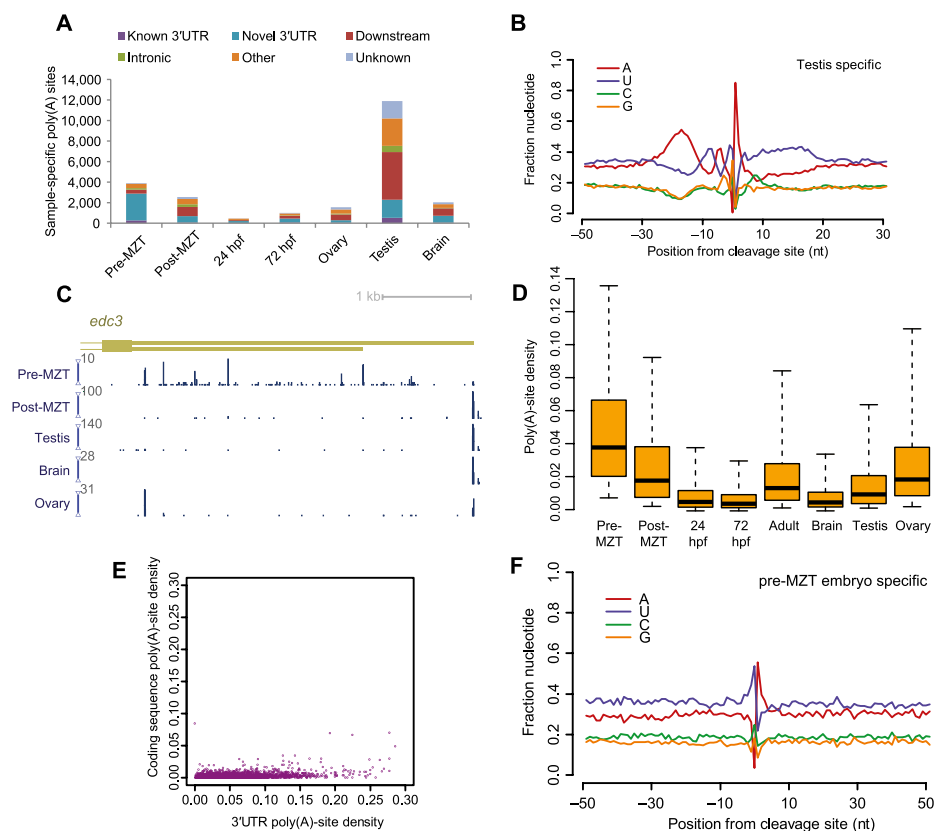 A
Known 3'UTR
Novel 3'UTR
Downstream
Intronic
Other
Unknown
Sample-specific poly(A) sites
14,000
12,000
10,000
8,000
6,000
4,000
2,000
0
Pre-MZT
Post-MZT
24 hpf
72 hpf
Ovary
Testis
Brain
B
Testis specific
A
U
C
G
Fraction nucleotide
1.0
0.8
0.6
0.4
0.2
0.0
−50 −30 −10 0 10 30
Position from cleavage site (nt)
C
1 kb
edc3
10
Pre-MZT
100
Post-MZT
140
Testis
28
Brain
31
Ovary
D
Poly(A)-site density
0.14
0.12
0.10
0.08
0.06
0.04
0.02
0.00
Pre-MZT
Post-MZT
24 hpf
72 hpf
Adult
Brain
Testis
Ovary
E
Coding sequence poly(A)-site density
0.30
0.25
0.20
0.15
0.10
0.05
0.00
0.00 0.05 0.10 0.15 0.20 0.25 0.30
3'UTR poly(A)-site density
F
pre-MZT embryo specific
A
U
C
G
Fraction nucleotide
1.0
0.8
0.6
0.4
0.2
0.0
−50 −30 −10 0 10 30 50
Position from cleavage site (nt)